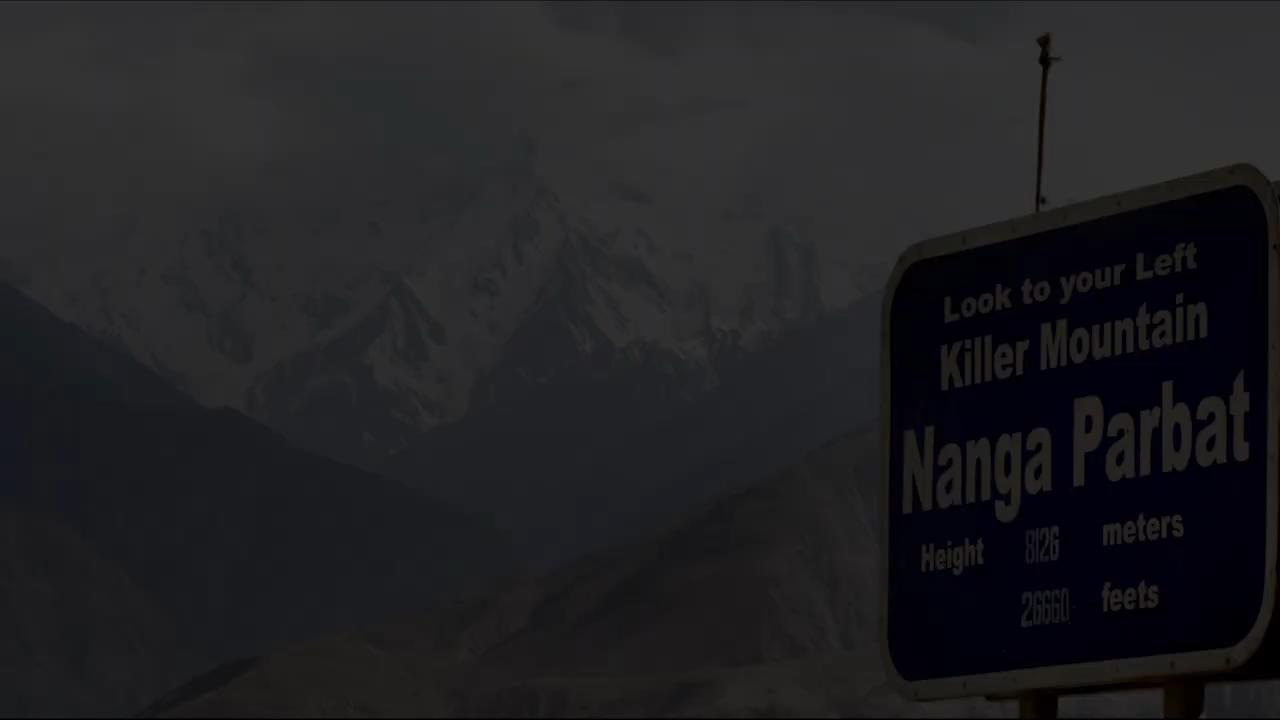 Look to your Left
Killer Mountain
Nanga Parbat
Height 8126 meters
26660 feets